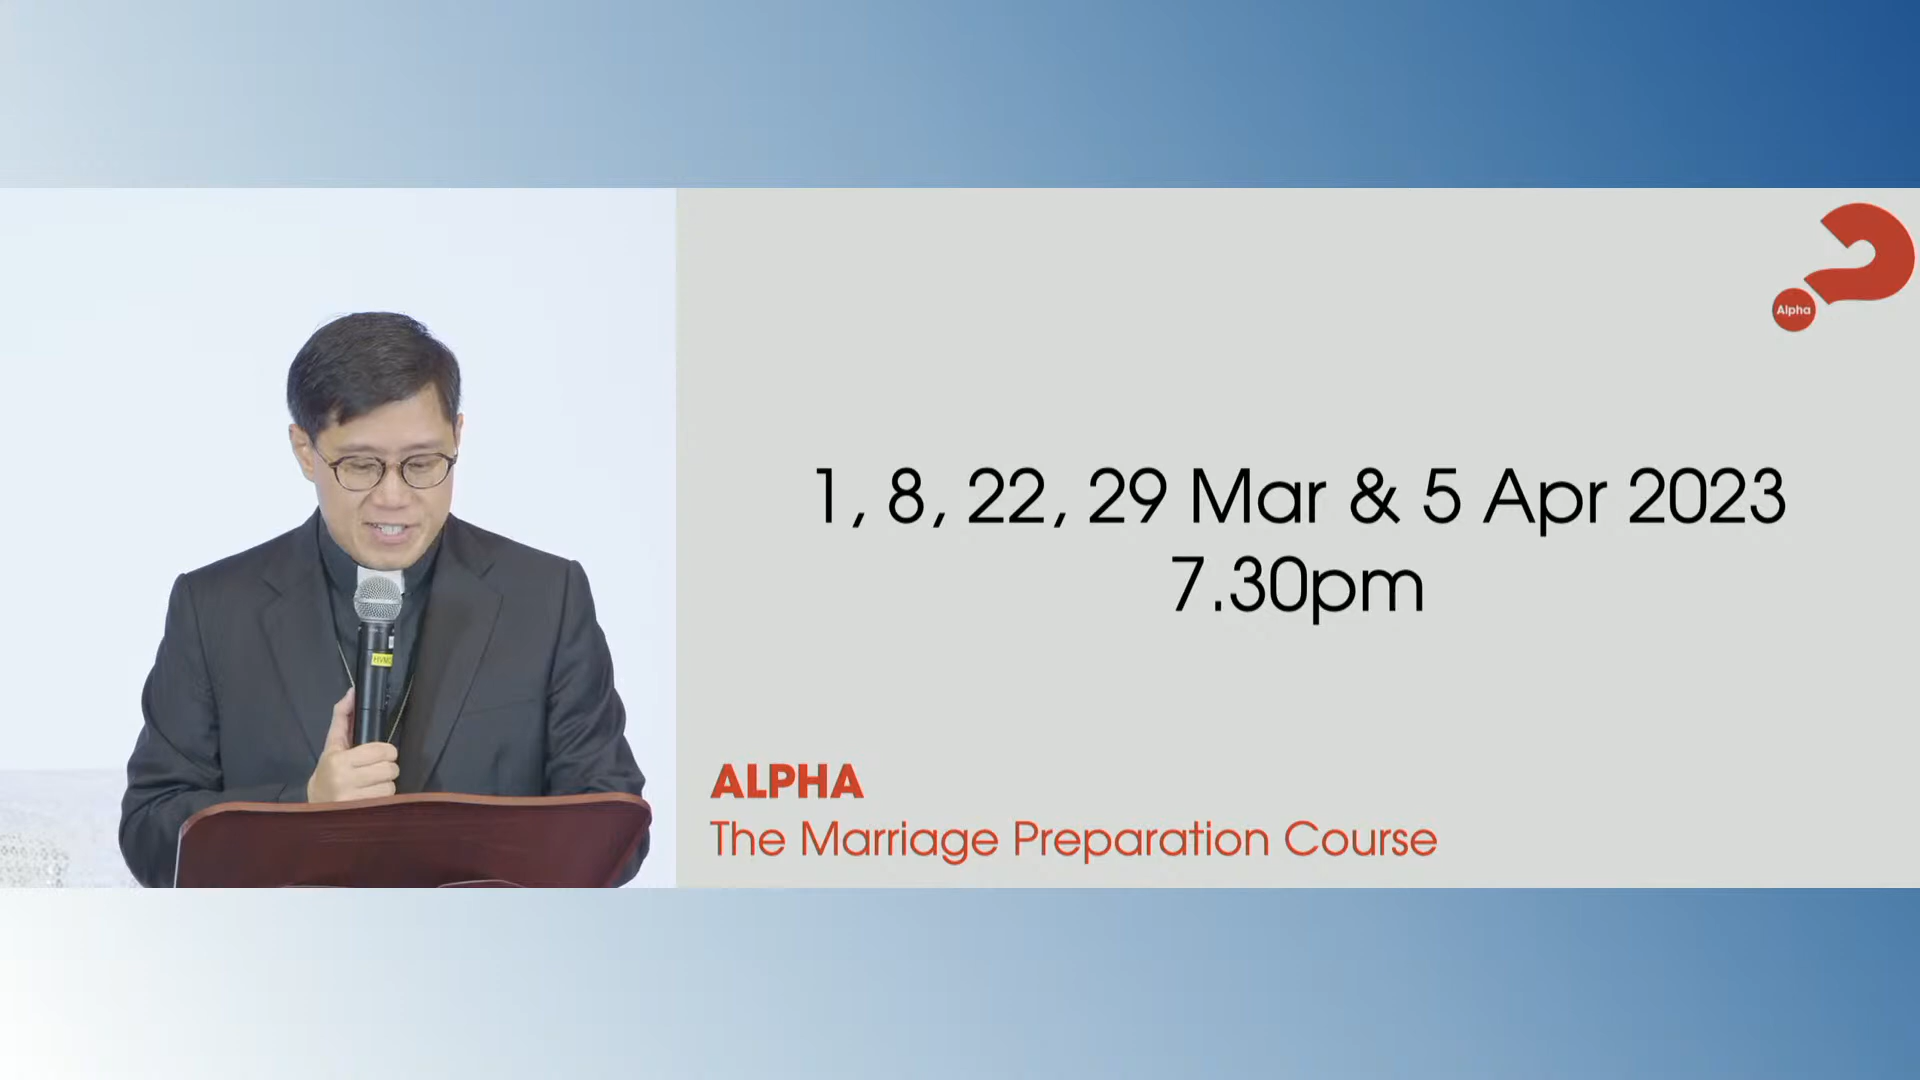 Alpha
1, 8, 22, 29 Mar & 5 Apr 2023
7.30pm
ALPHA
The Marriage Preparation Course